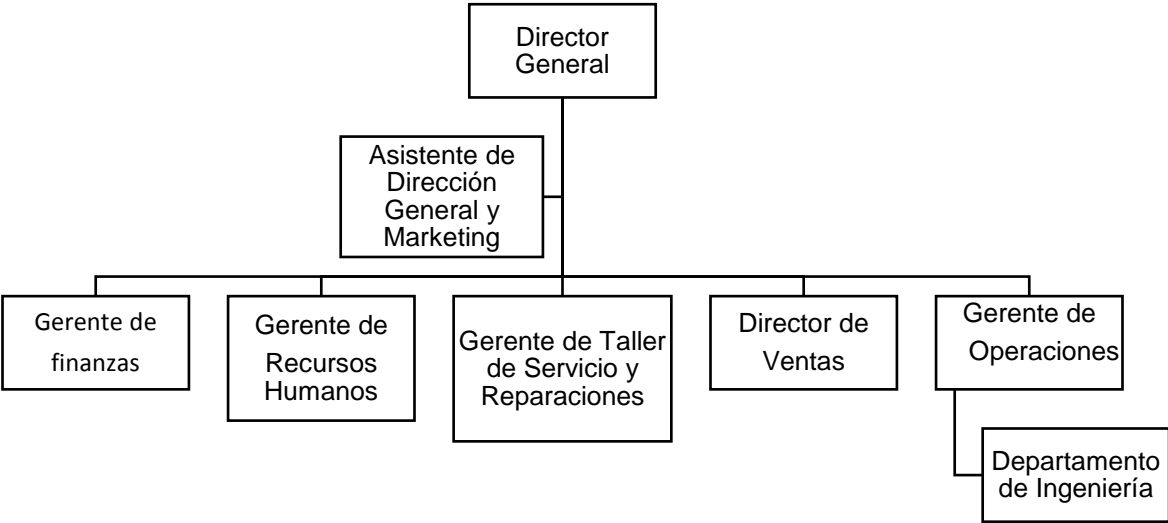 Director
General
Asistente de
Dirección
General y
Marketing
Gerente de
finanzas
Gerente de
Recursos
Humanos
Gerente de Taller
de Servicio y
Reparaciones
Director de
Ventas
Gerente de
Operaciones
Departamento
de Ingeniería